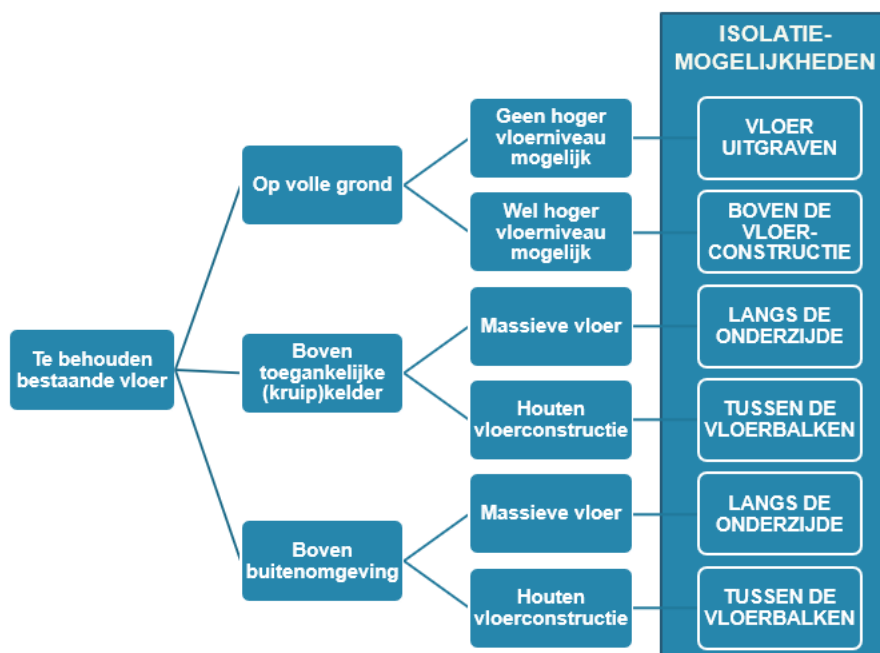 ISOLATIE-
MOGELIJKHEDEN
Geen hoger
vloerniveau
mogelijk
VLOER
UITGRAVEN
Op volle grond
Wel hoger
vloerniveau
mogelijk
BOVEN DE
VLOER-
CONSTRUCTIE
Te behouden
bestaande vloer
Boven
toegankelijke
(kruip)kelder
Massieve vloer
LANGS DE
ONDERZIJDE
Houten
vloerconstructie
TUSSEN DE
VLOERBALKEN
Boven
buitenomgeving
Massieve vloer
LANGS DE
ONDERZIJDE
Houten
vloerconstructie
TUSSEN DE
VLOERBALKEN